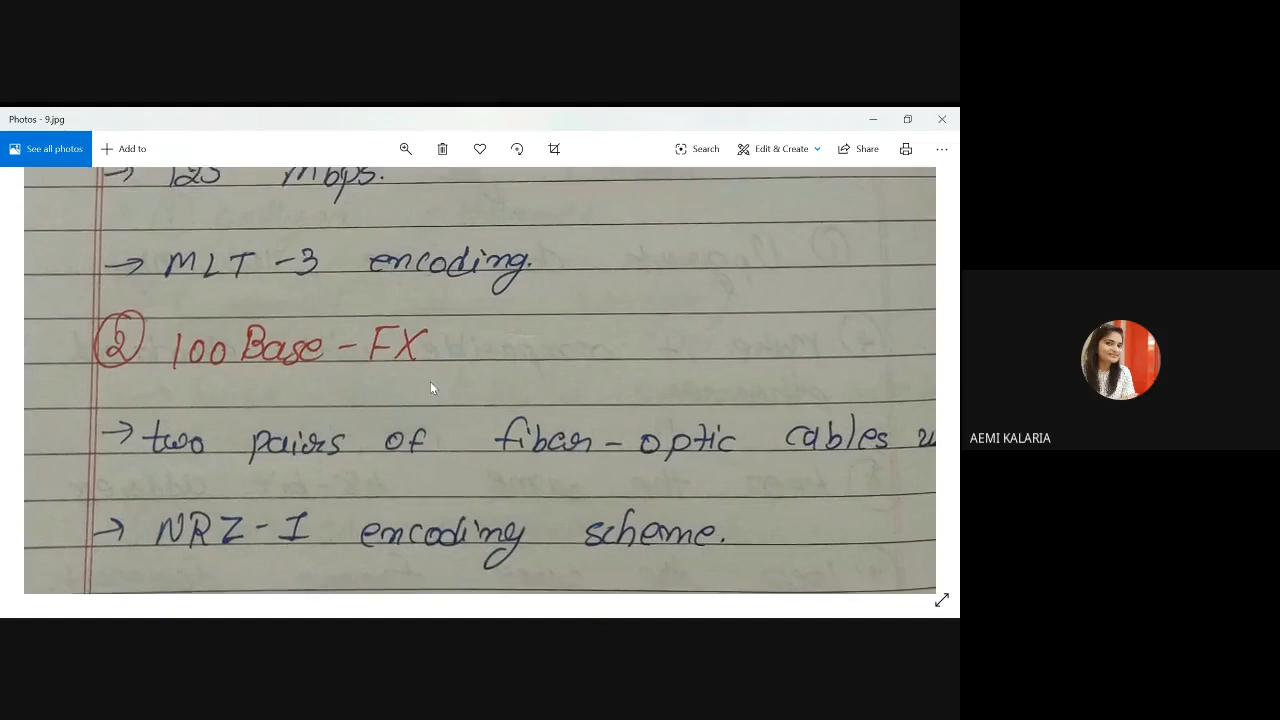 Photos - 9.jpg
See all photos
Add to
Search
Edit & Create
Share
→ 125 Mbps.
→ MLT-3 encoding.
② 100 Base - FX
→ two pairs of fiber-optic cables
→ NRZ-I encoding scheme.
AEMI KALARIA